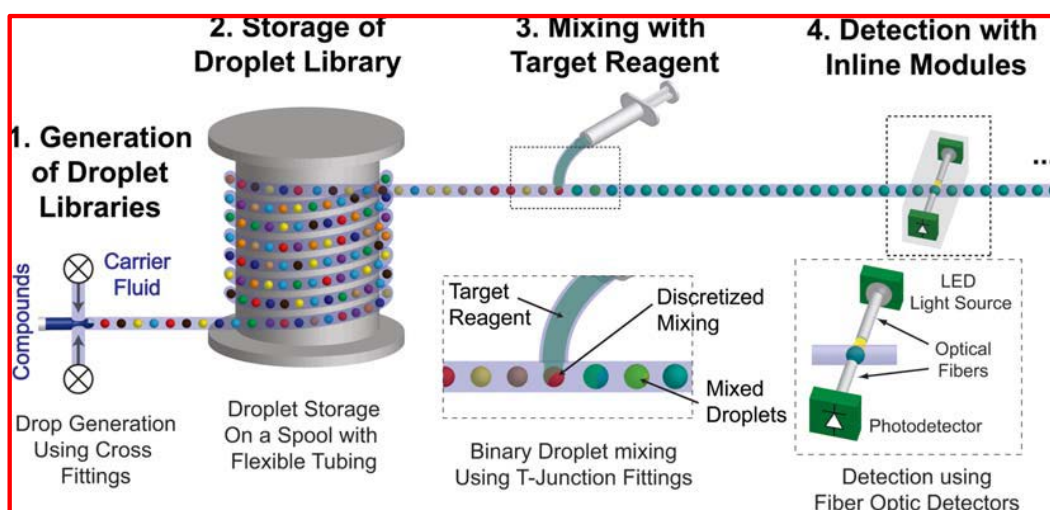 1. Generation
of Droplet
Libraries
Compounds
Carrier
Fluid
Drop Generation
Using Cross
Fittings
2. Storage of
Droplet Library
Droplet Storage
On a Spool with
Flexible Tubing
3. Mixing with
Target Reagent
Target
Reagent
Discretized
Mixing
Mixed
Droplets
Binary Droplet mixing
Using T-Junction Fittings
4. Detection with
Inline Modules
...
LED
Light Source
Optical
Fibers
Photodetector
Detection using
Fiber Optic Detectors